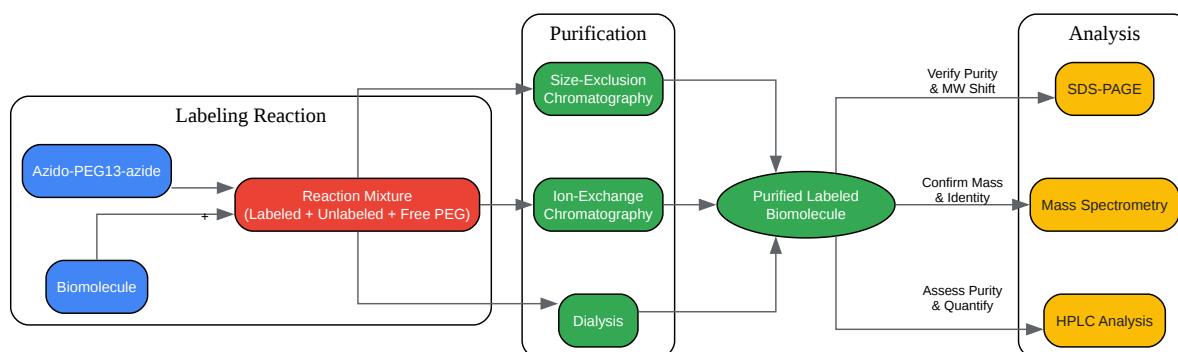 Labeling Reaction
Azido-PEG13-azide
+
Biomolecule
Reaction Mixture
(Labeled + Unlabeled + Free PEG)
Purification
Size-Exclusion
Chromatography
Ion-Exchange
Chromatography
Dialysis
Purified Labeled
Biomolecule
Verify Purity
& MW Shift
Confirm Mass
& Identity
Assess Purity
& Quantify
Analysis
SDS-PAGE
Mass Spectrometry
HPLC Analysis